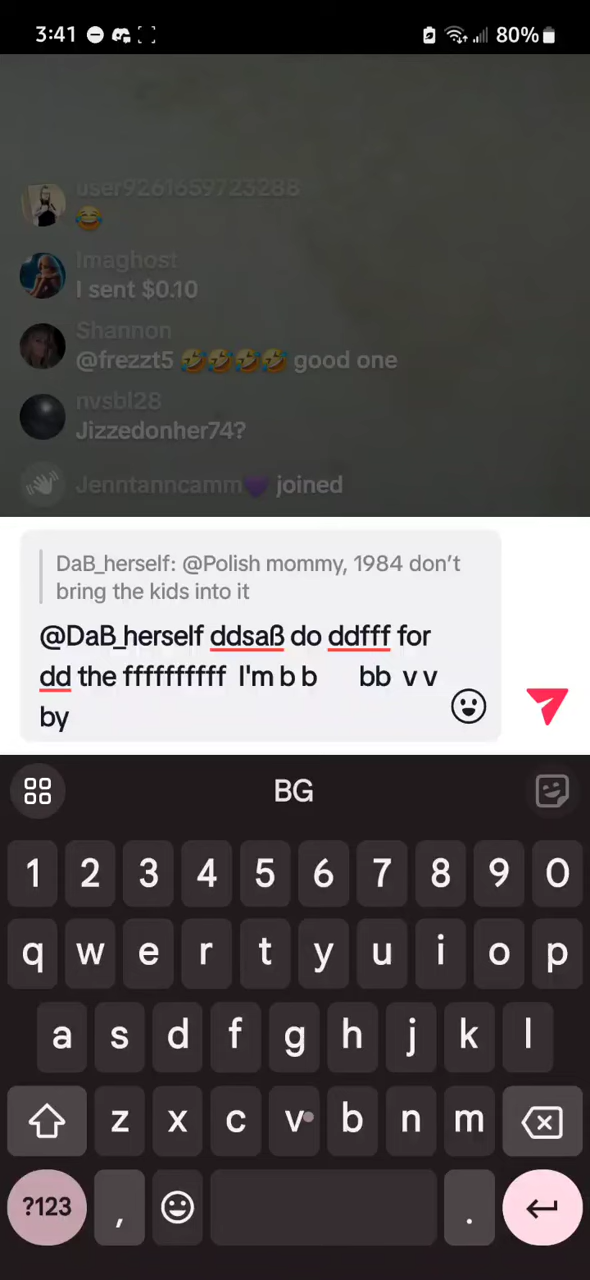 3:41
80%
user9261659723288
😂
Imaghost
I sent $0.10
Shannon
@frezzt5 🤣🤣🤣🤣 good one
nvsbl28
Jizzedonher74?
Jenntanncamm💜 joined
DaB_herself: @Polish mommy, 1984 don't
bring the kids into it
@DaB_herself ddsaß do ddfff for
dd the ffffffffff I'm b b bb v v
by
BG
1 2 3 4 5 6 7 8 9 0
q w e r t y u i o p
a s d f g h j k l
z x c v b n m
?123 , .